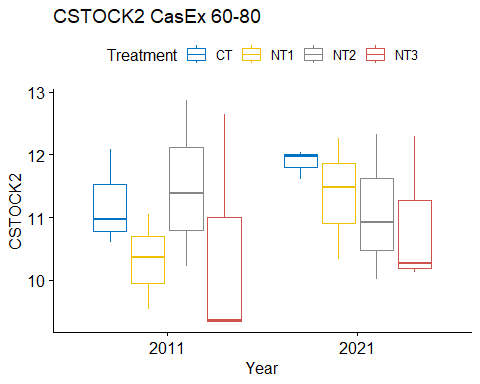 CSTOCK2 CasEx 60-80
Treatment CT NT1 NT2 NT3
13
12
11
10
CSTOCK2
2011 2021
Year